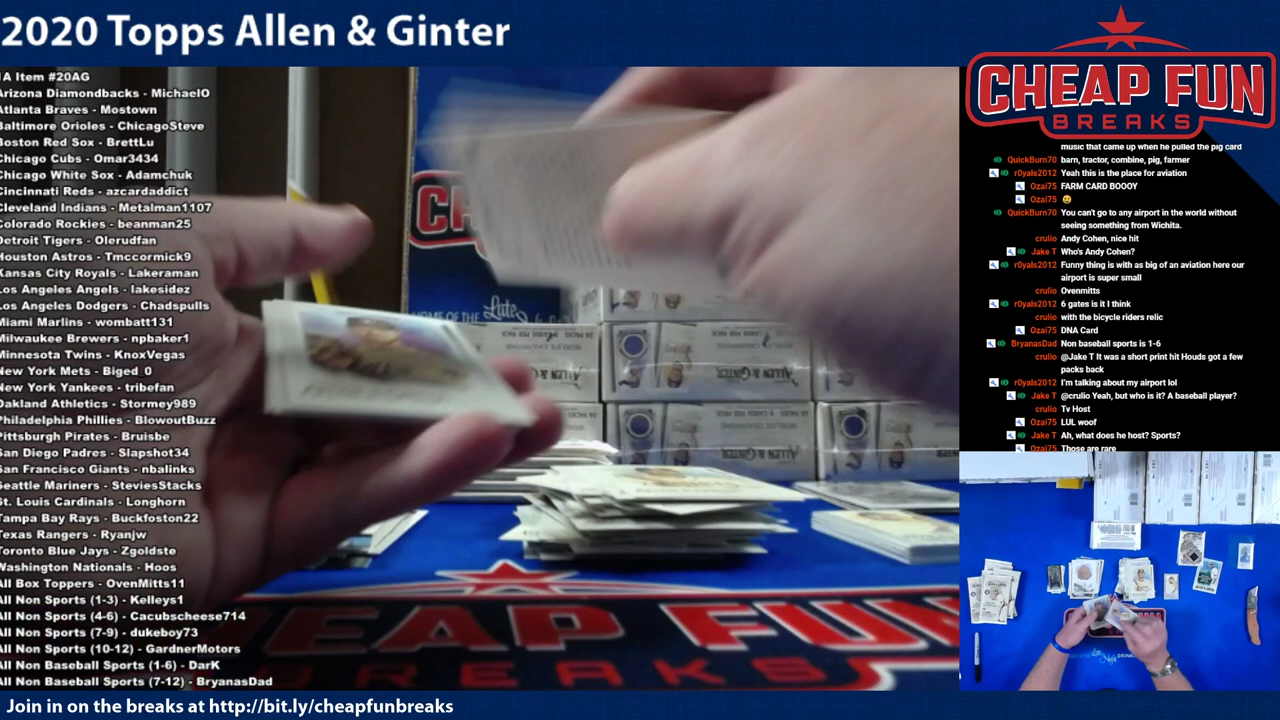 2020 Topps Allen & Ginter
1A Item #20AG
Arizona Diamondbacks - MichaelO
Atlanta Braves - Mostown
Baltimore Orioles - ChicagoSteve
Boston Red Sox - BrettLu
Chicago Cubs - Omar3434
Chicago White Sox - Adamchuk
Cincinnati Reds - azcardaddict
Cleveland Indians - Metalman1107
Colorado Rockies - beanman25
Detroit Tigers - Olerudfan
Houston Astros - Tmccormick9
Kansas City Royals - Lakeraman
Los Angeles Angels - lakesidez
Los Angeles Dodgers - Chadspulls
Miami Marlins - wombatt131
Milwaukee Brewers - npbaker1
Minnesota Twins - KnoxVegas
New York Mets - Biged_0
New York Yankees - tribefan
Oakland Athletics - Stormey989
Philadelphia Phillies - BlowoutBuzz
Pittsburgh Pirates - Bruisbe
San Diego Padres - Slapshot34
San Francisco Giants - nbalinks
Seattle Mariners - SteviesStacks
St. Louis Cardinals - Longhorn
Tampa Bay Rays - Buckfoston22
Texas Rangers - Ryanjw
Toronto Blue Jays - Zgoldste
Washington Nationals - Hoos
All Box Toppers - OvenMitts11
All Non Sports (1-3) - Kelleys1
All Non Sports (4-6) - Cacubscheese714
All Non Sports (7-9) - dukeboy73
All Non Sports (10-12) - GardnerMotors
All Non Baseball Sports (1-6) - DarK
All Non Baseball Sports (7-12) - BryanasDad
Join in on the breaks at http://bit.ly/cheapfunbreaks
CHEAP FUN
BREAKS
music that came up when he pulled the pig card
QuickBurn70 barn, tractor, combine, pig, farmer
r0yals2012 Yeah this is the place for aviation
Ozai75 FARM CARD BOOOY
Ozai75 😀
QuickBurn70 You can't go to any airport in the world without
seeing something from Wichita.
crulio Andy Cohen, nice hit
Jake T Who's Andy Cohen?
r0yals2012 Funny thing is with as big of an aviation here our
airport is super small
crulio Ovenmitts
r0yals2012 6 gates is it I think
crulio with the bicycle riders relic
Ozai75 DNA Card
BryanasDad Non baseball sports is 1-6
crulio @Jake T It was a short print hit Houds got a few
packs back
r0yals2012 I'm talking about my airport lol
Jake T @crulio Yeah, but who is it? A baseball player?
crulio Tv Host
Ozai75 LUL woof
Jake T Ah, what does he host? Sports?
Ozai75 Those are rare
CH
HOME OF THE Late
ALLEN & GINTER
ALLEN & GINTER
CHEAP FUN
BREAKS